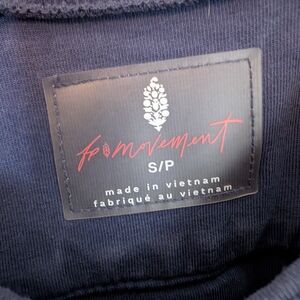 fp movement
S/P
made in vietnam
fabriqué au vietnam